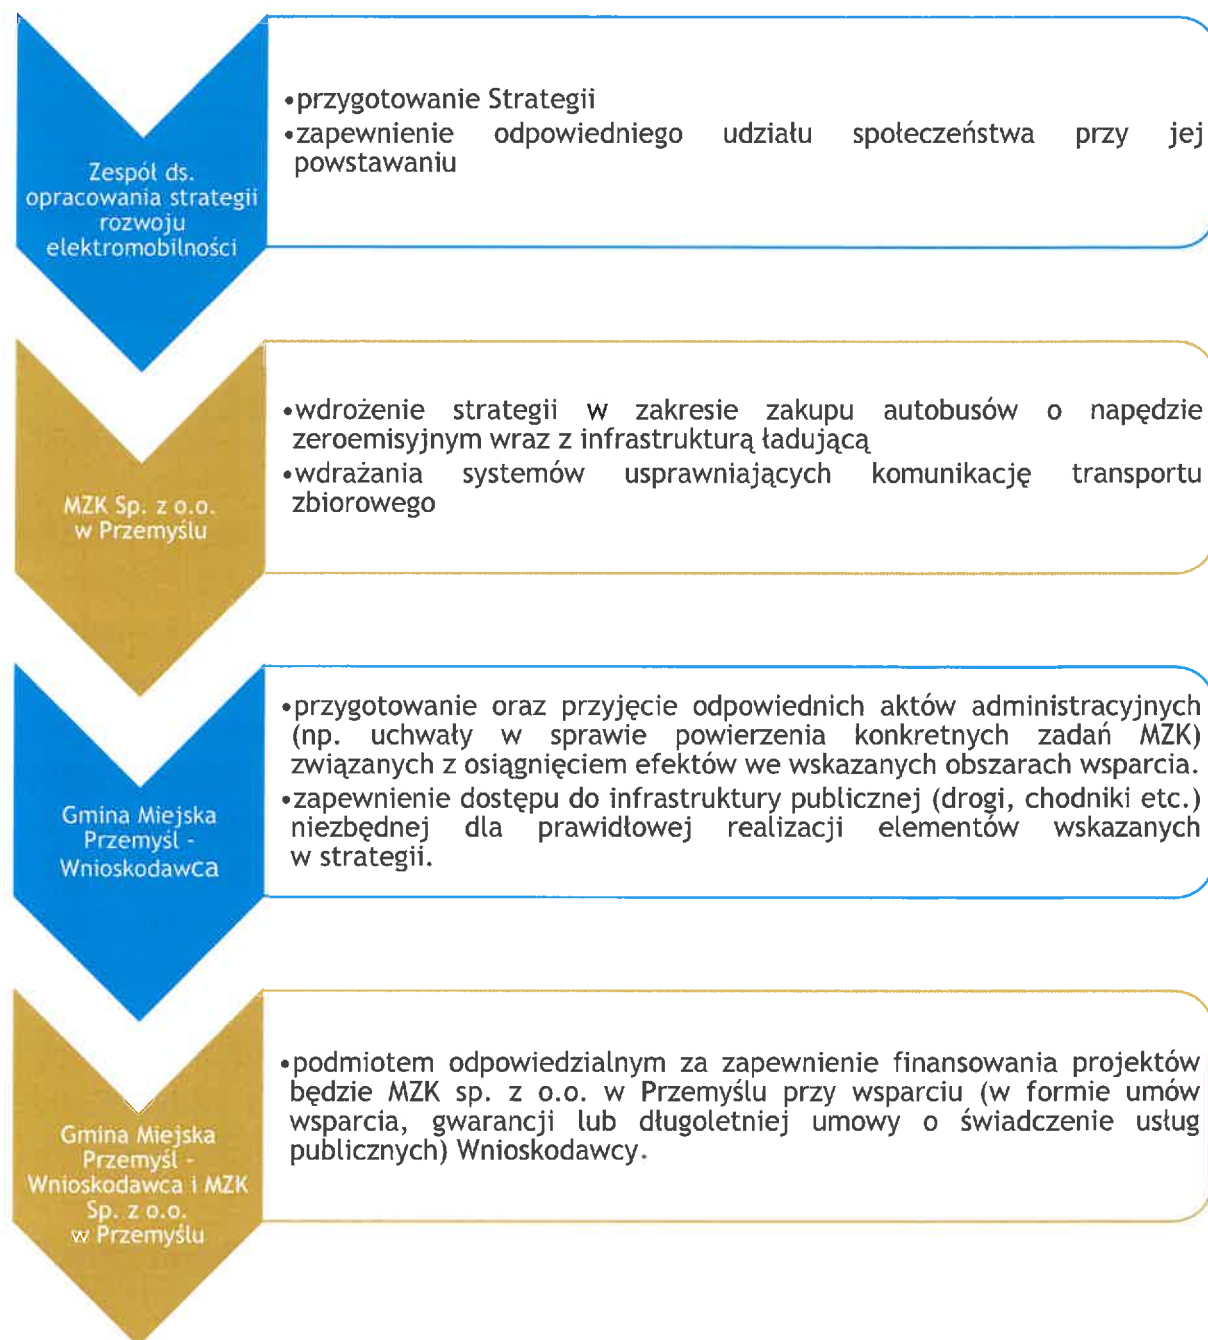 Zespół ds.
opracowania strategii
rozwoju
elektromobilności
•przygotowanie Strategii
•zapewnienie odpowiedniego udziału społeczeństwa przy jej
powstawaniu
MZK Sp. z o.o.
w Przemyślu
•wdrożenie strategii w zakresie zakupu autobusów o napędzie
zeroemisyjnym wraz z infrastrukturą ładującą
•wdrażania systemów usprawniających komunikację transportu
zbiorowego
Gmina Miejska
Przemyśl -
Wnioskodawca
•przygotowanie oraz przyjęcie odpowiednich aktów administracyjnych
(np. uchwały w sprawie powierzenia konkretnych zadań MZK)
związanych z osiągnięciem efektów we wskazanych obszarach wsparcia.
•zapewnienie dostępu do infrastruktury publicznej (drogi, chodniki etc.)
niezbędnej dla prawidłowej realizacji elementów wskazanych
w strategii.
Gmina Miejska
Przemyśl -
Wnioskodawca i MZK
Sp. z o.o.
w Przemyślu
•podmiotem odpowiedzialnym za zapewnienie finansowania projektów
będzie MZK sp. z o.o. w Przemyślu przy wsparciu (w formie umów
wsparcia, gwarancji lub długoletniej umowy o świadczenie usług
publicznych) Wnioskodawcy.